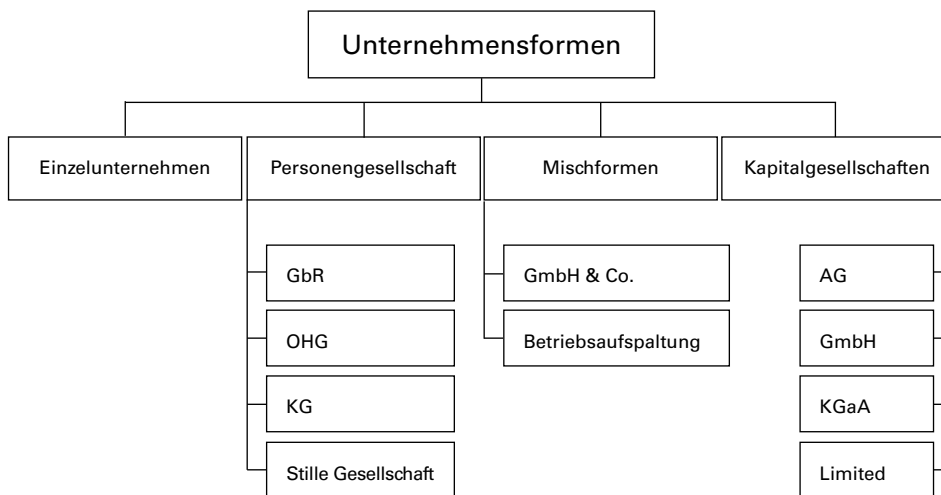 Unternehmensformen
Einzelunternehmen
Personengesellschaft
Mischformen
Kapitalgesellschaften
GbR
GmbH & Co.
AG
OHG
Betriebsaufspaltung
GmbH
KG
KGaA
Stille Gesellschaft
Limited